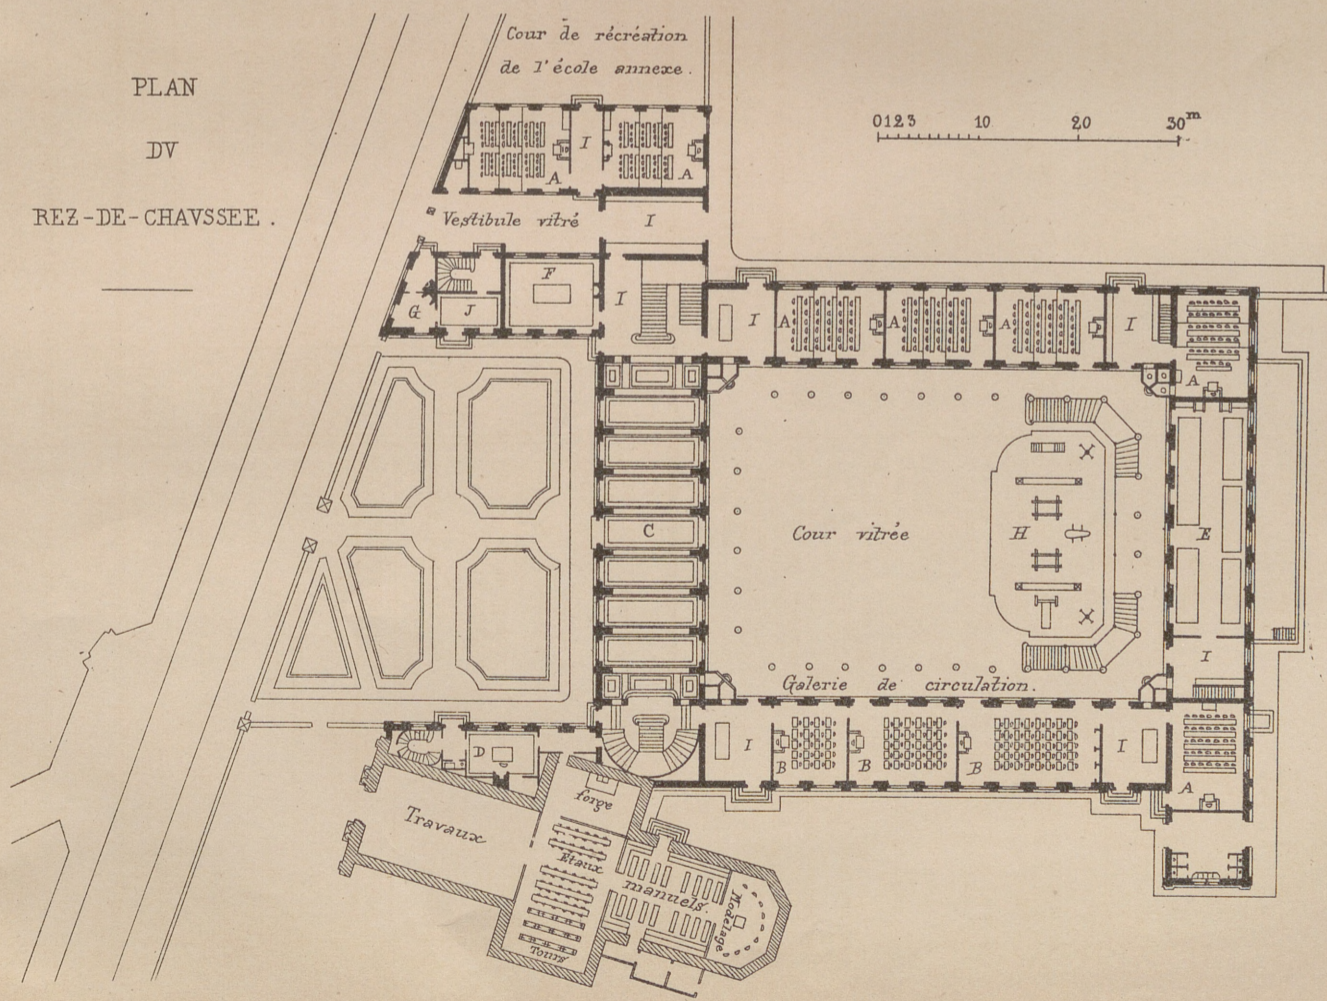 Cour de récréation
de l'école annexe.
PLAN
DV
REZ-DE-CHAVSSEE.
0123 10 20 30m
I
A A
Vestibule vitré I
F
G J I
I A A A I
A
C
Cour vitrée
H
E
I
Galerie de circulation.
D
I B B B I
A
forge
Travaux
Etaux
manuels.
Modelage
Tours